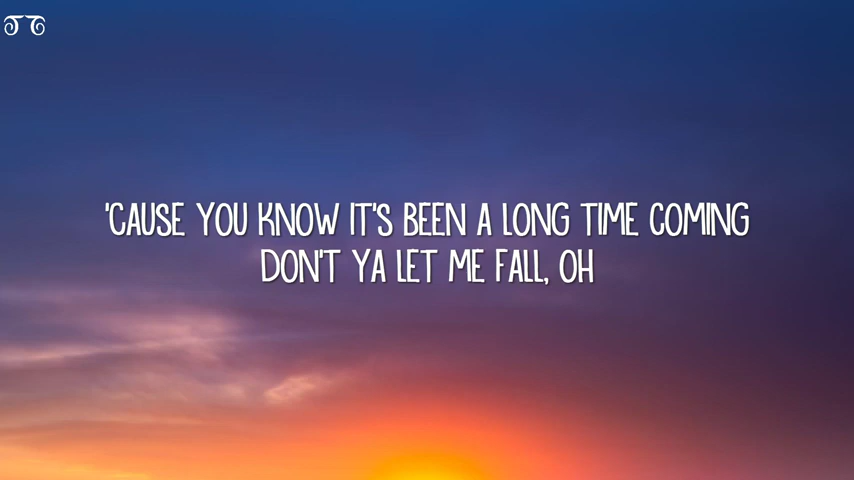 'CAUSE YOU KNOW IT'S BEEN A LONG TIME COMING
DON'T YA LET ME FALL, OH